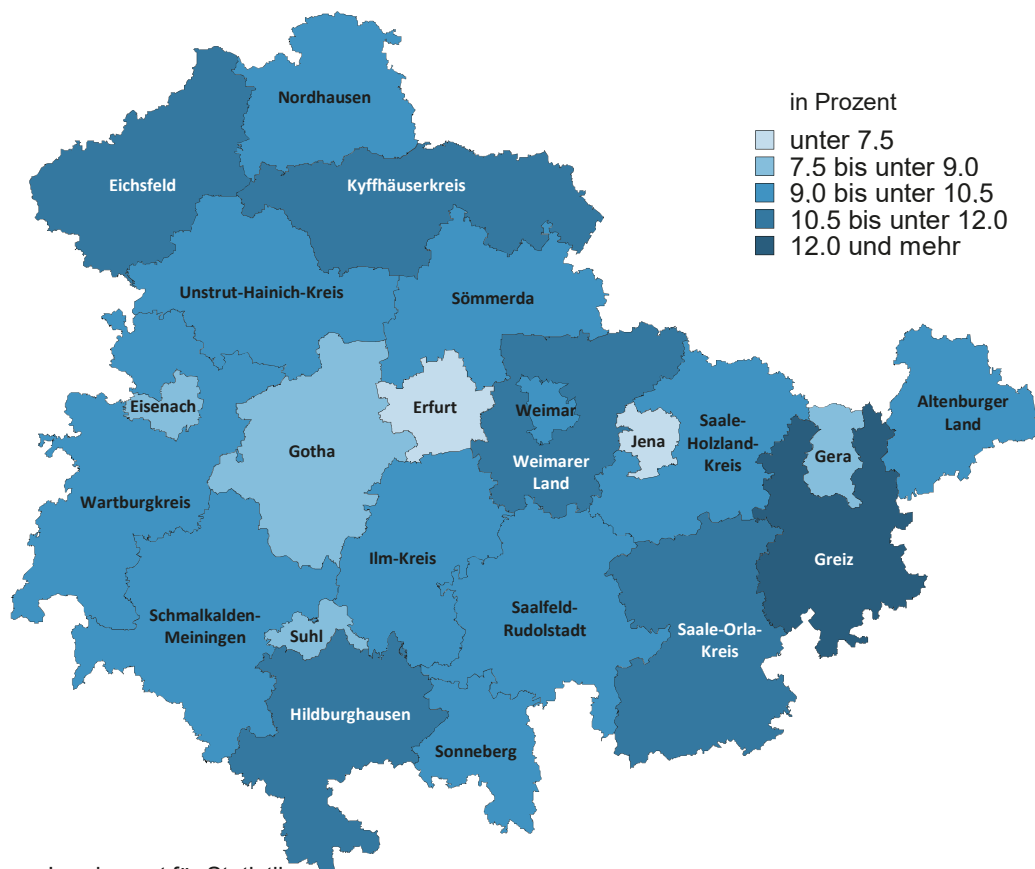 Nordhausen
in Prozent
unter 7,5
7,5 bis unter 9,0
9,0 bis unter 10,5
10,5 bis unter 12,0
12,0 und mehr
Eichsfeld
Kyffhäuserkreis
Unstrut-Hainich-Kreis
Sömmerda
Eisenach
Erfurt
Weimar
Altenburger
Land
Gotha
Jena
Saale-
Holzland-
Kreis
Gera
Weimarer
Land
Wartburgkreis
Ilm-Kreis
Greiz
Schmalkalden-
Meiningen
Suhl
Saalfeld-
Rudolstadt
Saale-Orla-
Kreis
Hildburghausen
Sonneberg